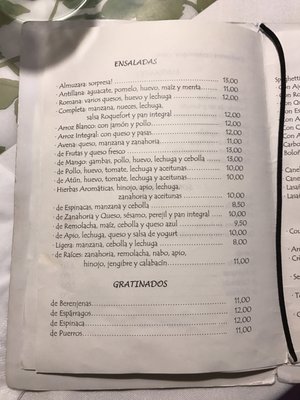 ENSALADAS
· Almuzara: sorpresa! 13,00
· Antillana: aguacate, pomelo, huevo, maíz y menta 11,00
· Romana: varios quesos, huevo y lechuga 12,00
· Completa: manzana, nueces, lechuga,
salsa Roquefort y pan integral 12,00
· Arroz Blanco: con jamón y pollo 12,00
· Arroz Integral: con queso y pasas 12,00
· Avena: queso, manzana y zanahoria 11,00
· de Frutas y queso fresco 13,00
· de Mango: gambas, pollo, huevo, lechuga y cebolla 13,00
· de Pollo: huevo, tomate, lechuga y aceitunas 10,00
· de Atún, huevo, tomate, lechuga y aceitunas 10,00
· Hierbas Aromáticas, hinojo, apio, lechuga,
zanahoria y aceitunas 10,00
· de Espinacas, manzana y cebolla 8,50
· de Zanahoria y Queso, sésamo, perejil y pan integral 10,00
· de Remolacha, maíz, cebolla y queso azul 9,50
· de Apio, lechuga, queso y salsa de yogurt 10,00
Ligera: manzana, cebolla y lechuga 8,00
· de Raíces: zanahoria, remolacha, nabo, apio,
hinojo, jengibre y calabacín 11,00
GRATINADOS
de Berenjenas 11,00
de Espárragos 12,00
de Espinaca 12,00
de Puerros 11,00